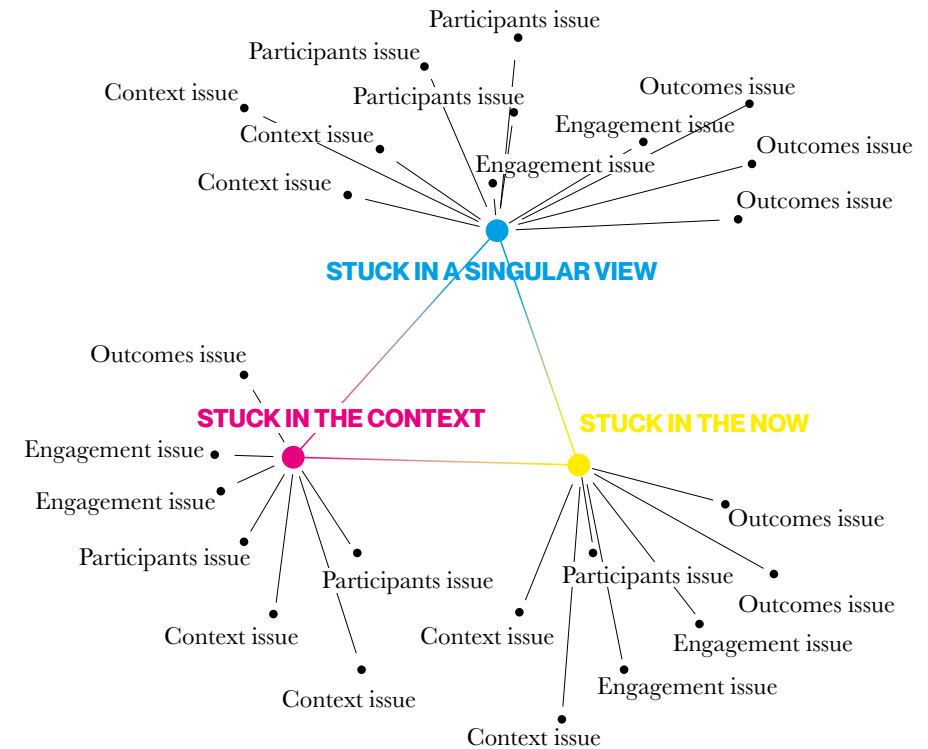 Participants issue
Participants issue
Outcomes issue
Context issue
Participants issue
Engagement issue
Context issue
Outcomes issue
Engagement issue
Context issue
Outcomes issue
STUCK IN A SINGULAR VIEW
Outcomes issue
STUCK IN THE CONTEXT
STUCK IN THE NOW
Engagement issue
Engagement issue
Outcomes issue
Participants issue
Participants issue
Participants issue
Outcomes issue
Context issue
Context issue
Engagement issue
Engagement issue
Context issue
Context issue